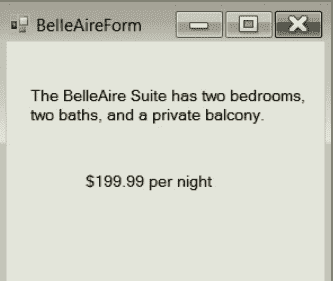 BelleAireForm
The BelleAire Suite has two bedrooms,
two baths, and a private balcony.
$199.99 per night